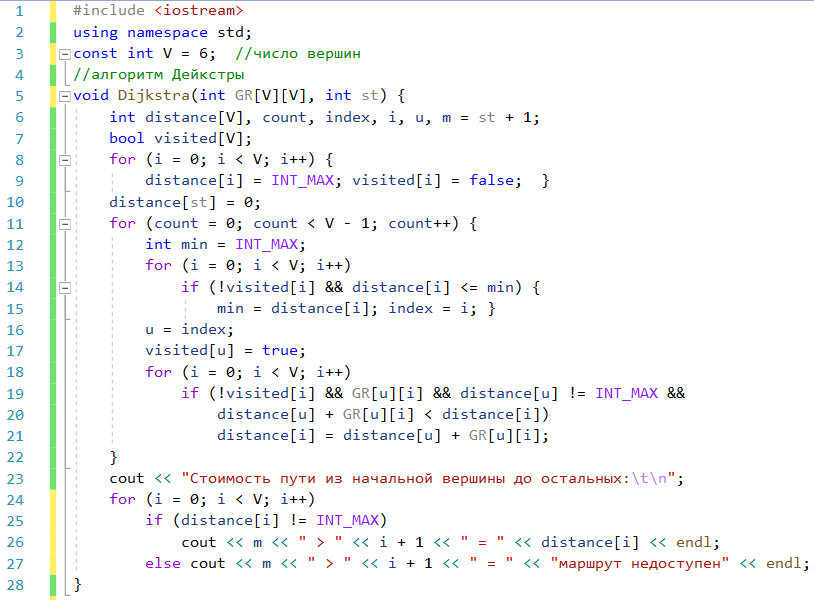 1 #include <iostream>
2 using namespace std;
3 const int V = 6;  //число вершин
4 //алгоритм Дейкстры
5 void Dijkstra(int GR[V][V], int st) {
6     int distance[V], count, index, i, u, m = st + 1;
7     bool visited[V];
8     for (i = 0; i < V; i++) {
9         distance[i] = INT_MAX; visited[i] = false;  }
10     distance[st] = 0;
11     for (count = 0; count < V - 1; count++) {
12         int min = INT_MAX;
13         for (i = 0; i < V; i++)
14             if (!visited[i] && distance[i] <= min) {
15                 min = distance[i]; index = i; }
16         u = index;
17         visited[u] = true;
18         for (i = 0; i < V; i++)
19             if (!visited[i] && GR[u][i] && distance[u] != INT_MAX &&
20                 distance[u] + GR[u][i] < distance[i])
21                 distance[i] = distance[u] + GR[u][i];
22     }
23     cout << "Стоимость пути из начальной вершины до остальных:\t\n";
24     for (i = 0; i < V; i++)
25         if (distance[i] != INT_MAX)
26             cout << m << " > " << i + 1 << " = " << distance[i] << endl;
27         else cout << m << " > " << i + 1 << " = " << "маршрут недоступен" << endl;
28 }